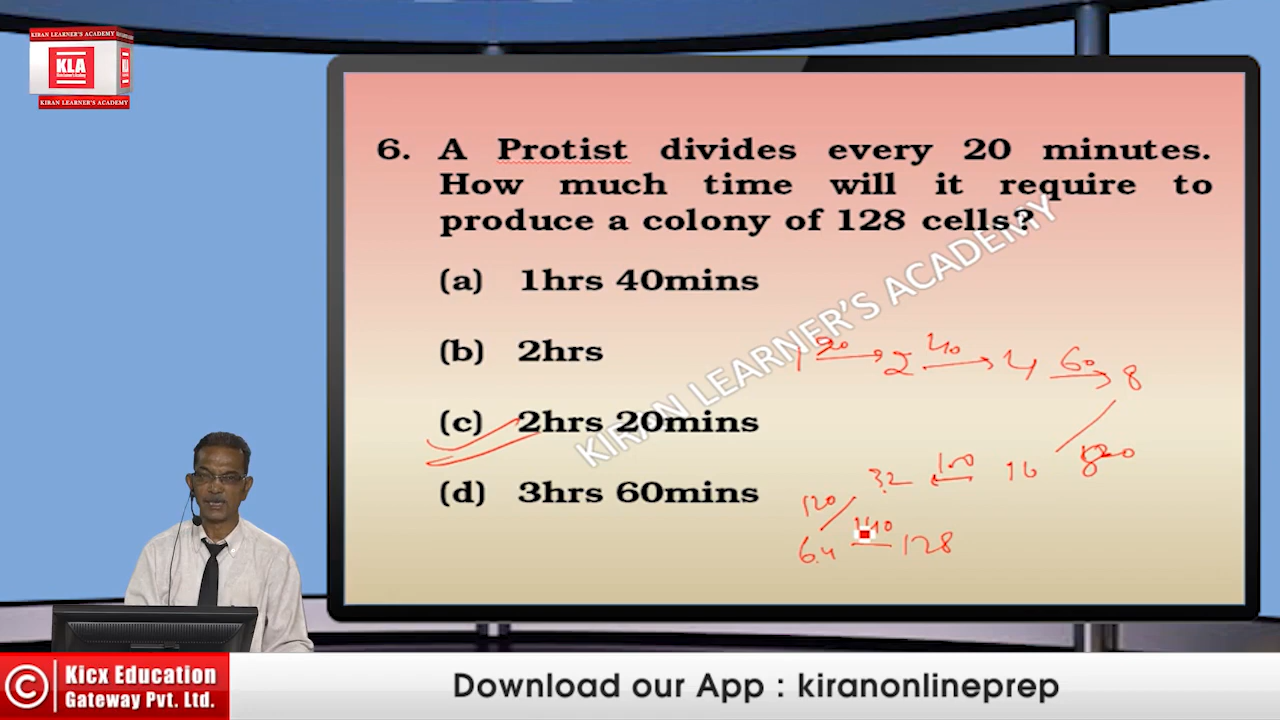 KIRAN LEARNER'S ACADEMY
KLA
KIRAN LEARNER'S ACADEMY
6. A Protist divides every 20 minutes.
How much time will it require to
produce a colony of 128 cells?
(a) 1hrs 40mins
(b) 2hrs
(c) 2hrs 20mins
(d) 3hrs 60mins
KIRAN LEARNER'S ACADEMY
1 20 2 40 4 60 8
32 100 16
120
64 140 128
© Kicx Education
Gateway Pvt. Ltd.
Download our App : kiranonlineprep